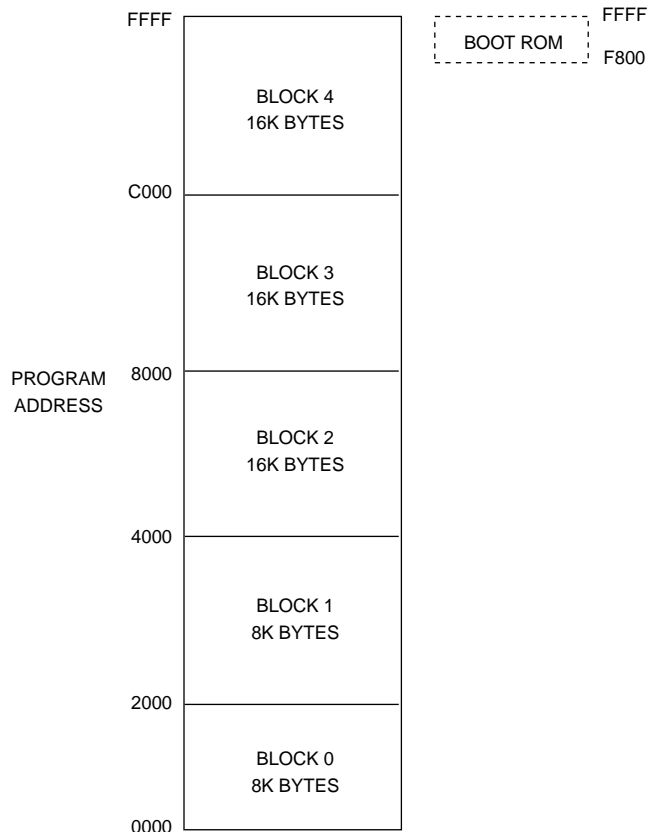 FFFF
BLOCK 4
16K BYTES
C000
BLOCK 3
16K BYTES
PROGRAM
ADDRESS
8000
BLOCK 2
16K BYTES
4000
BLOCK 1
8K BYTES
2000
BLOCK 0
8K BYTES
0000
BOOT ROM
FFFF
F800